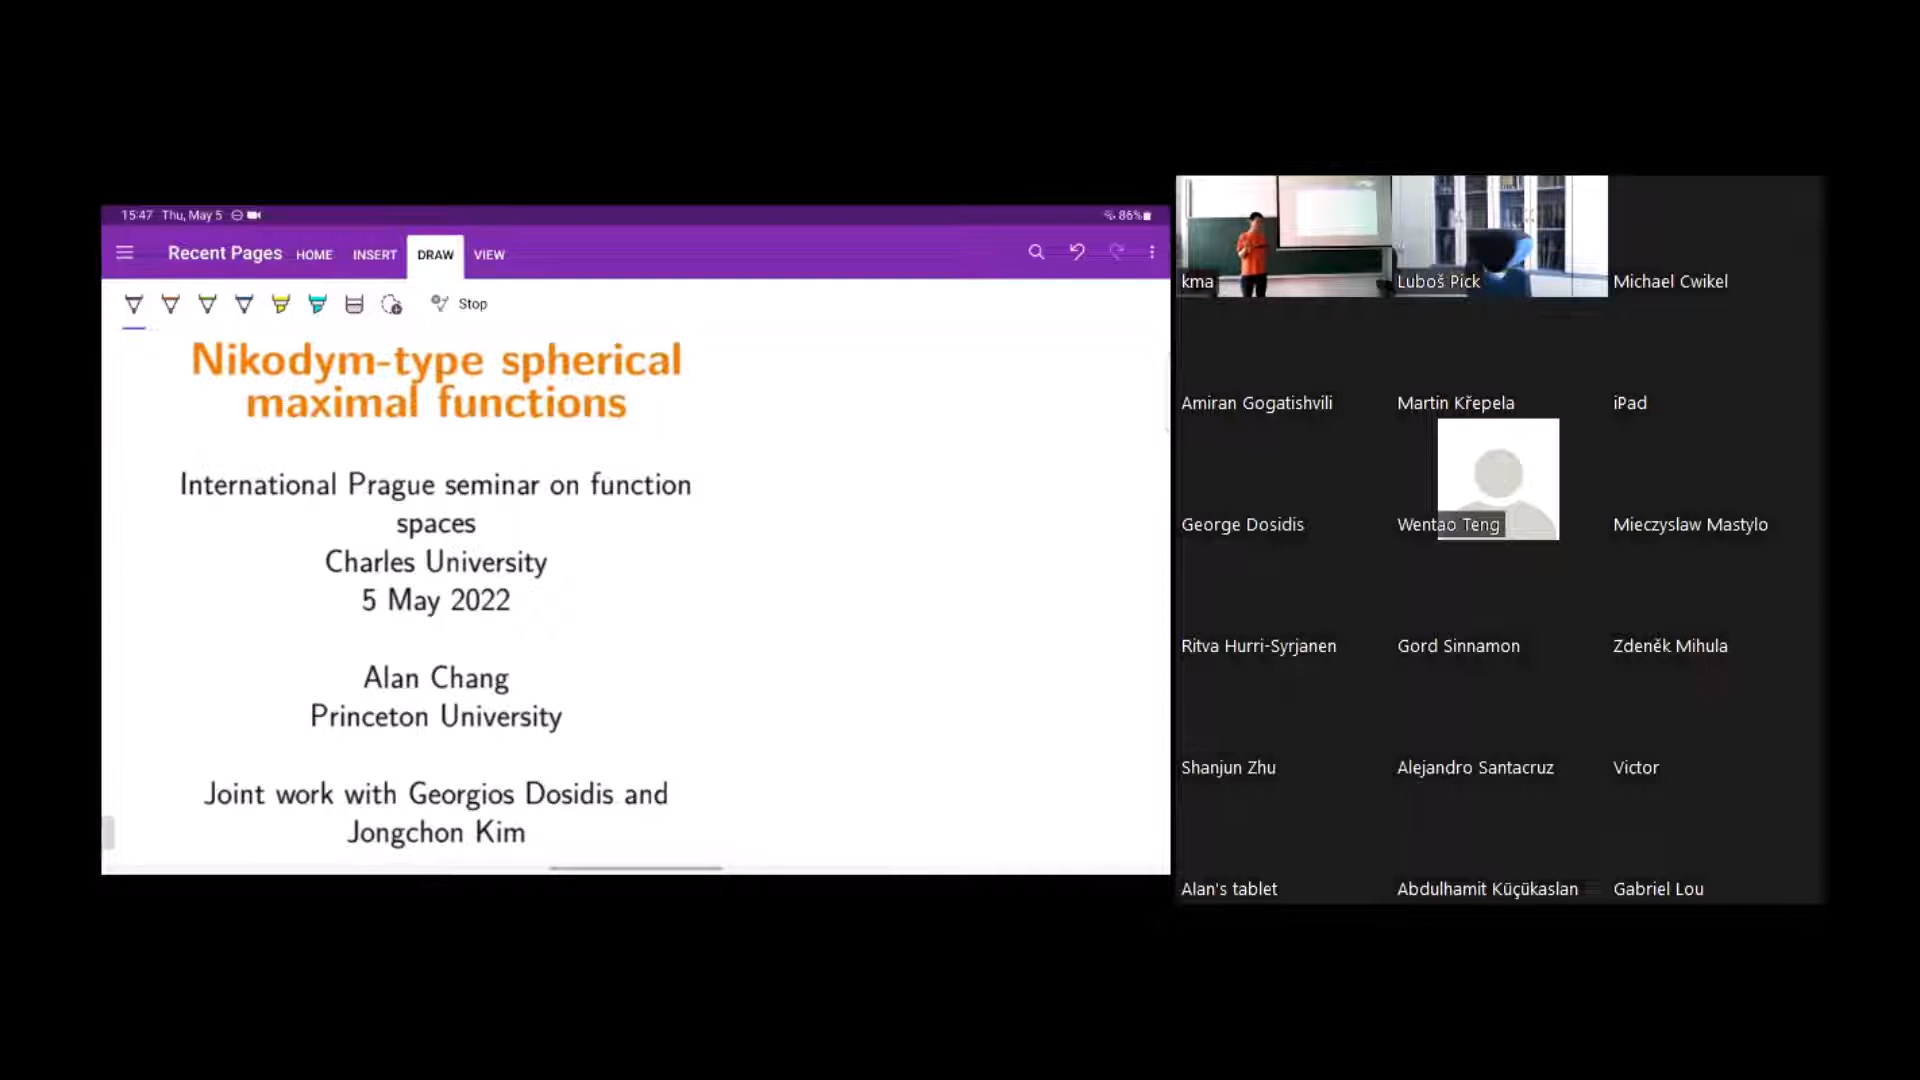 15:47 Thu, May 5
86%
Recent Pages HOME INSERT DRAW VIEW
Stop
Nikodym-type spherical
maximal functions
International Prague seminar on function
spaces
Charles University
5 May 2022
Alan Chang
Princeton University
Joint work with Georgios Dosidis and
Jongchon Kim
kma
Luboš Pick
Michael Cwikel
Amiran Gogatishvili
Martin Křepela
iPad
George Dosidis
Wentao Teng
Mieczyslaw Mastylo
Ritva Hurri-Syrjanen
Gord Sinnamon
Zdeněk Mihula
Shanjun Zhu
Alejandro Santacruz
Victor
Alan's tablet
Abdulhamit Küçükaslan
Gabriel Lou